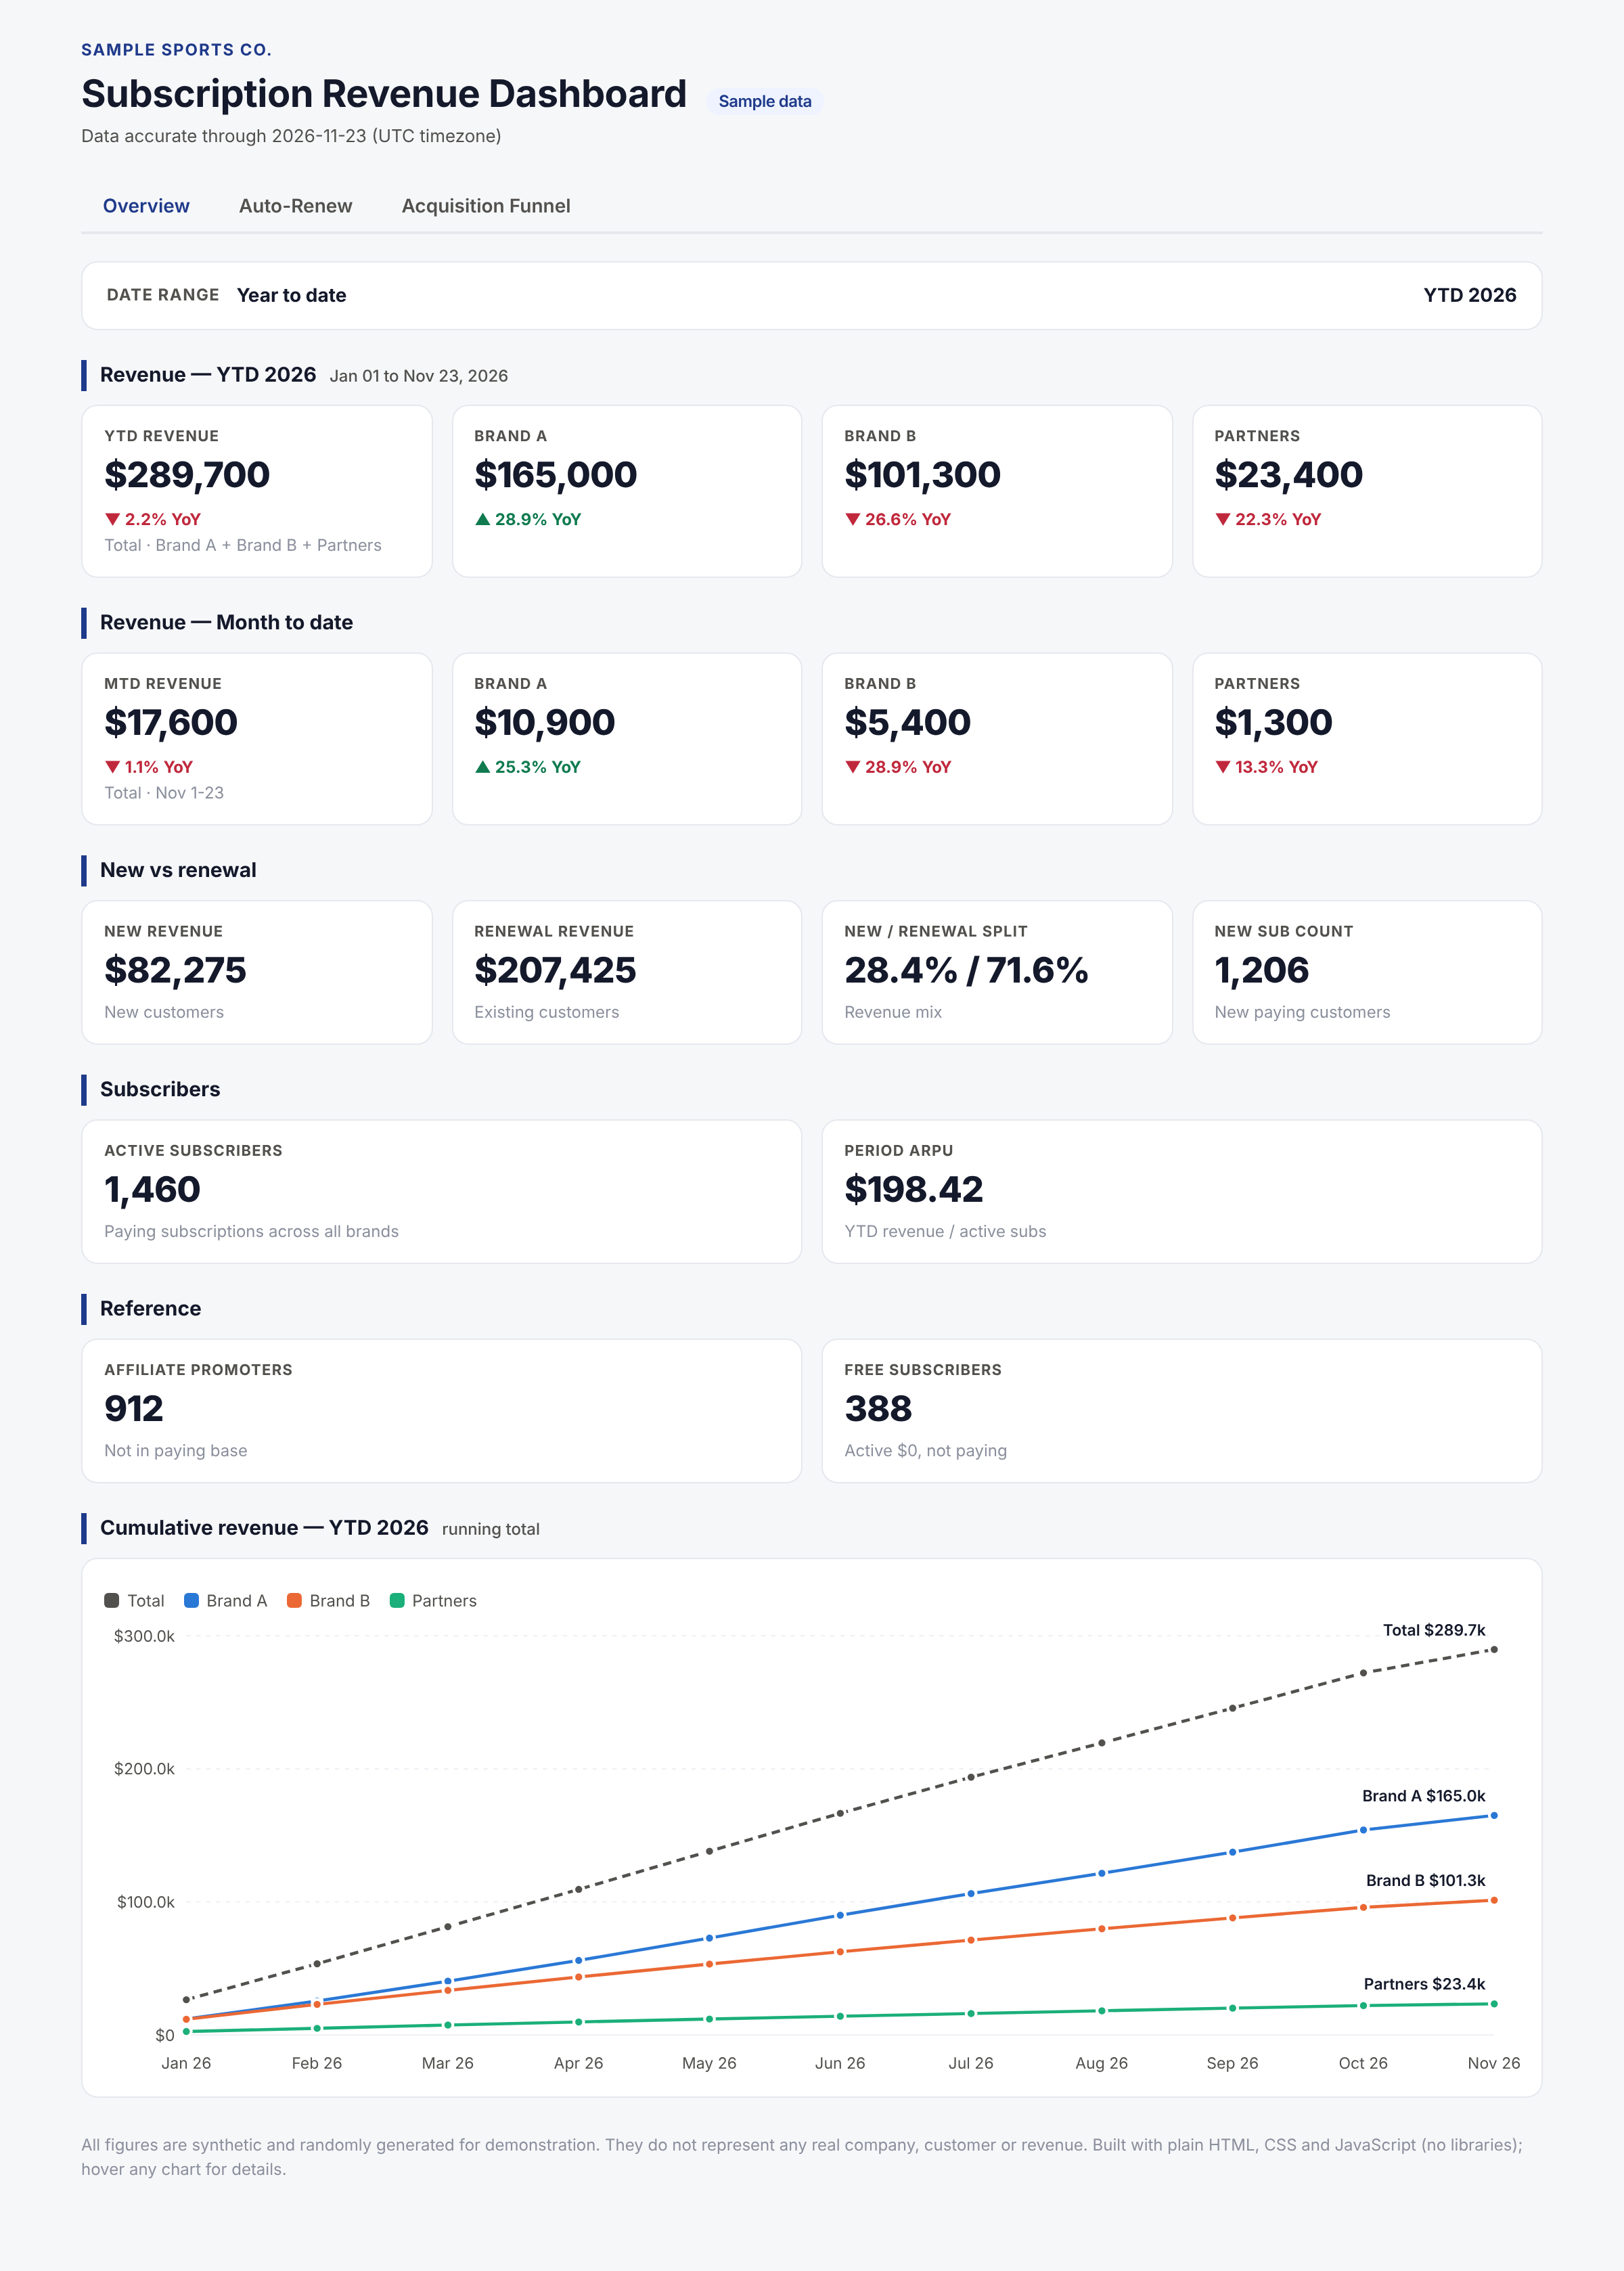 SAMPLE SPORTS CO.
Subscription Revenue Dashboard Sample data
Data accurate through 2026-11-23 (UTC timezone)
Overview Auto-Renew Acquisition Funnel
DATE RANGE Year to date YTD 2026
Revenue — YTD 2026 Jan 01 to Nov 23, 2026
YTD REVENUE BRAND A BRAND B PARTNERS
$289,700 $165,000 $101,300 $23,400
▼ 2.2% YoY ▲ 28.9% YoY ▼ 26.6% YoY ▼ 22.3% YoY
Total · Brand A + Brand B + Partners
Revenue — Month to date
MTD REVENUE BRAND A BRAND B PARTNERS
$17,600 $10,900 $5,400 $1,300
▼ 1.1% YoY ▲ 25.3% YoY ▼ 28.9% YoY ▼ 13.3% YoY
Total · Nov 1-23
New vs renewal
NEW REVENUE RENEWAL REVENUE NEW / RENEWAL SPLIT NEW SUB COUNT
$82,275 $207,425 28.4% / 71.6% 1,206
New customers Existing customers Revenue mix New paying customers
Subscribers
ACTIVE SUBSCRIBERS PERIOD ARPU
1,460 $198.42
Paying subscriptions across all brands YTD revenue / active subs
Reference
AFFILIATE PROMOTERS FREE SUBSCRIBERS
912 388
Not in paying base Active $0, not paying
Cumulative revenue — YTD 2026 running total
Total Brand A Brand B Partners
Total $289.7k
$300.0k
$200.0k
Brand A $165.0k
Brand B $101.3k
$100.0k
Partners $23.4k
$0
Jan 26 Feb 26 Mar 26 Apr 26 May 26 Jun 26 Jul 26 Aug 26 Sep 26 Oct 26 Nov 26
All figures are synthetic and randomly generated for demonstration. They do not represent any real company, customer or revenue. Built with plain HTML, CSS and JavaScript (no libraries);
hover any chart for details.